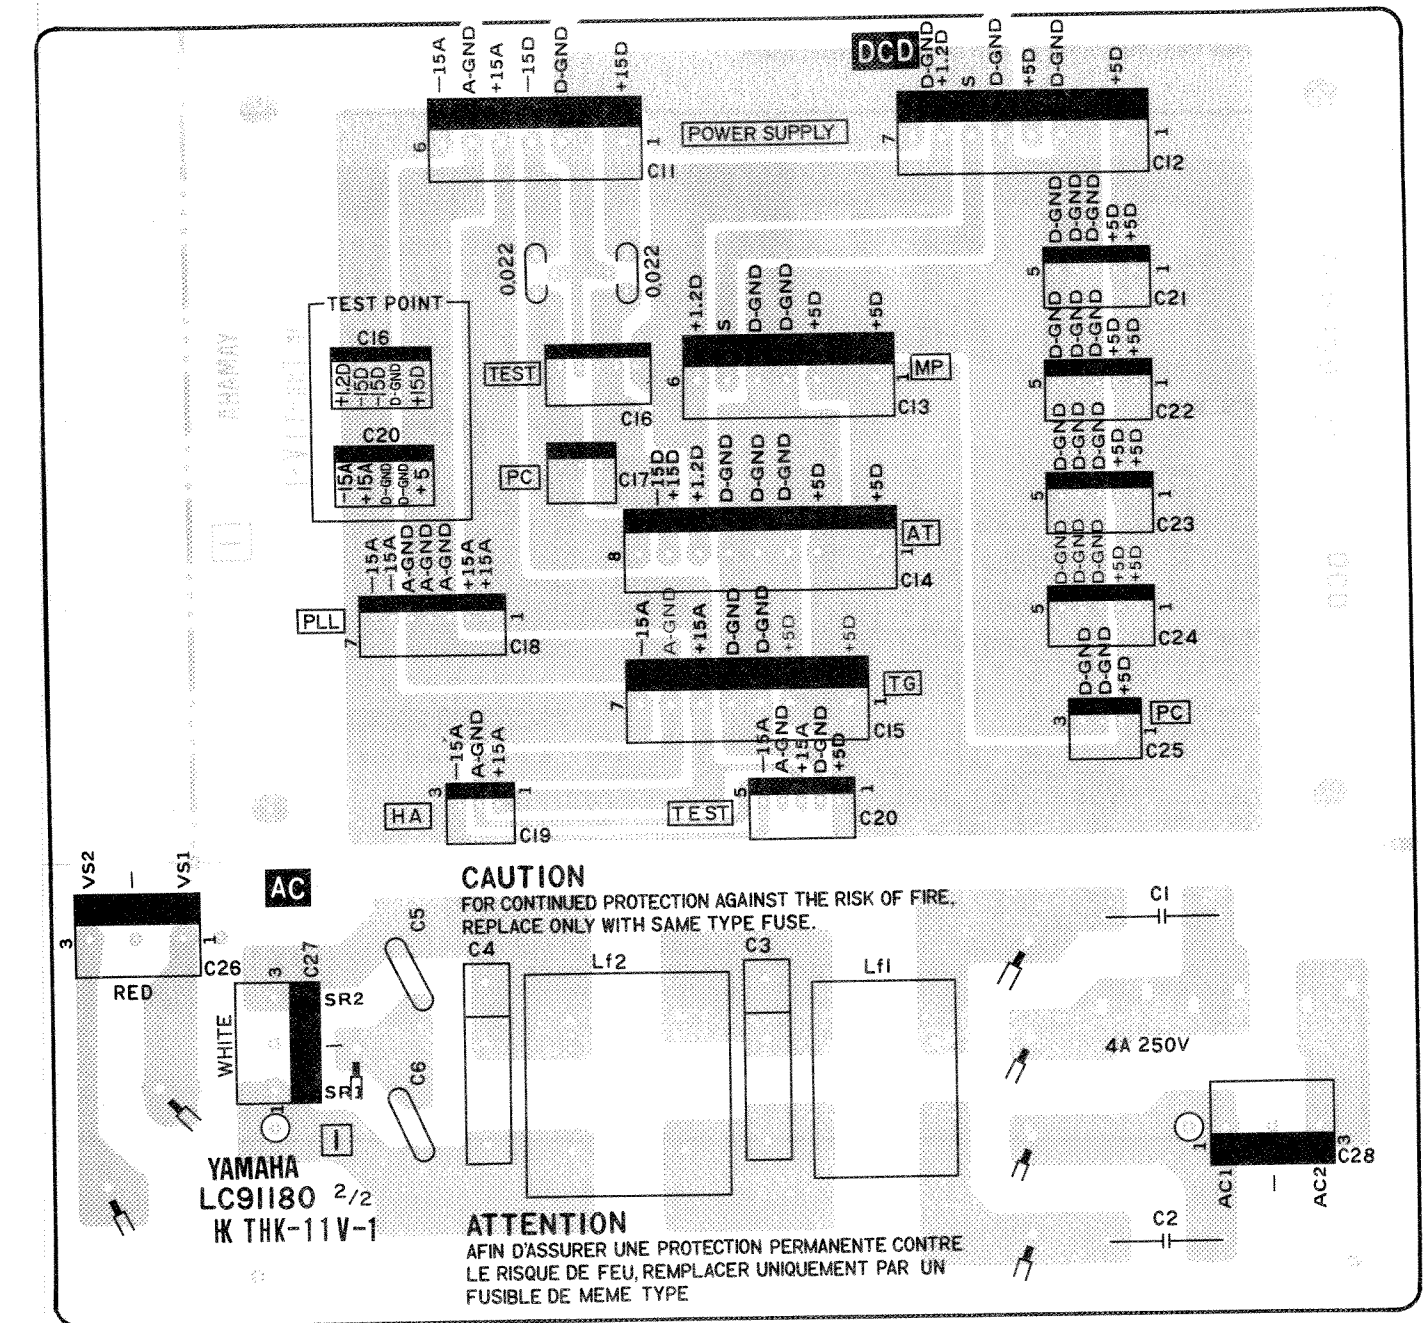 —15A
A-GND
+15A
—15D
D-GND
+15D
DCD
D-GND
+1.2D
S
D-GND
+5D
D-GND
+5D
6
1
C11
POWER SUPPLY
7
1
C12
D-GND
D-GND
D-GND
+5D
+5D
5
1
C21
0.022
0.022
TEST POINT
C16
+1.2D
-15D
-15D
D-GND
+15D
C20
-15A
+15A
D-GND
D-GND
+5
TEST
C16
PC
C17
+1.2D
S
D-GND
D-GND
+5D
+5D
6
1
MP
C13
D-GND
D-GND
D-GND
+5D
+5D
5
1
C22
D-GND
D-GND
D-GND
+5D
+5D
5
1
C23
—15D
+15D
+1.2D
D-GND
D-GND
D-GND
+5D
+5D
8
1
AT
C14
D-GND
D-GND
D-GND
+5D
+5D
5
1
C24
—15A
—15A
A-GND
A-GND
A-GND
+15A
+15A
PLL
7
1
C18
—15A
A-GND
+15A
D-GND
D-GND
+5D
+5D
7
1
TG
C15
D-GND
D-GND
+5D
3
1
PC
C25
—15A
A-GND
+15A
HA
3
1
C19
—15A
A-GND
+15A
D-GND
+5D
TEST
5
1
C20
VS2
—
VS1
3
1
C26
RED
AC
CAUTION
FOR CONTINUED PROTECTION AGAINST THE RISK OF FIRE,
REPLACE ONLY WITH SAME TYPE FUSE.
WHITE
3
C27
SR2
—
SR1
1
C5
C6
C4
Lf2
C3
Lf1
C1
4A 250V
C2
1
3
C28
AC1
—
AC2
1
YAMAHA
LC91180 2/2
HK THK-11V-1
ATTENTION
AFIN D'ASSURER UNE PROTECTION PERMANENTE CONTRE
LE RISQUE DE FEU, REMPLACER UNIQUEMENT PAR UN
FUSIBLE DE MEME TYPE